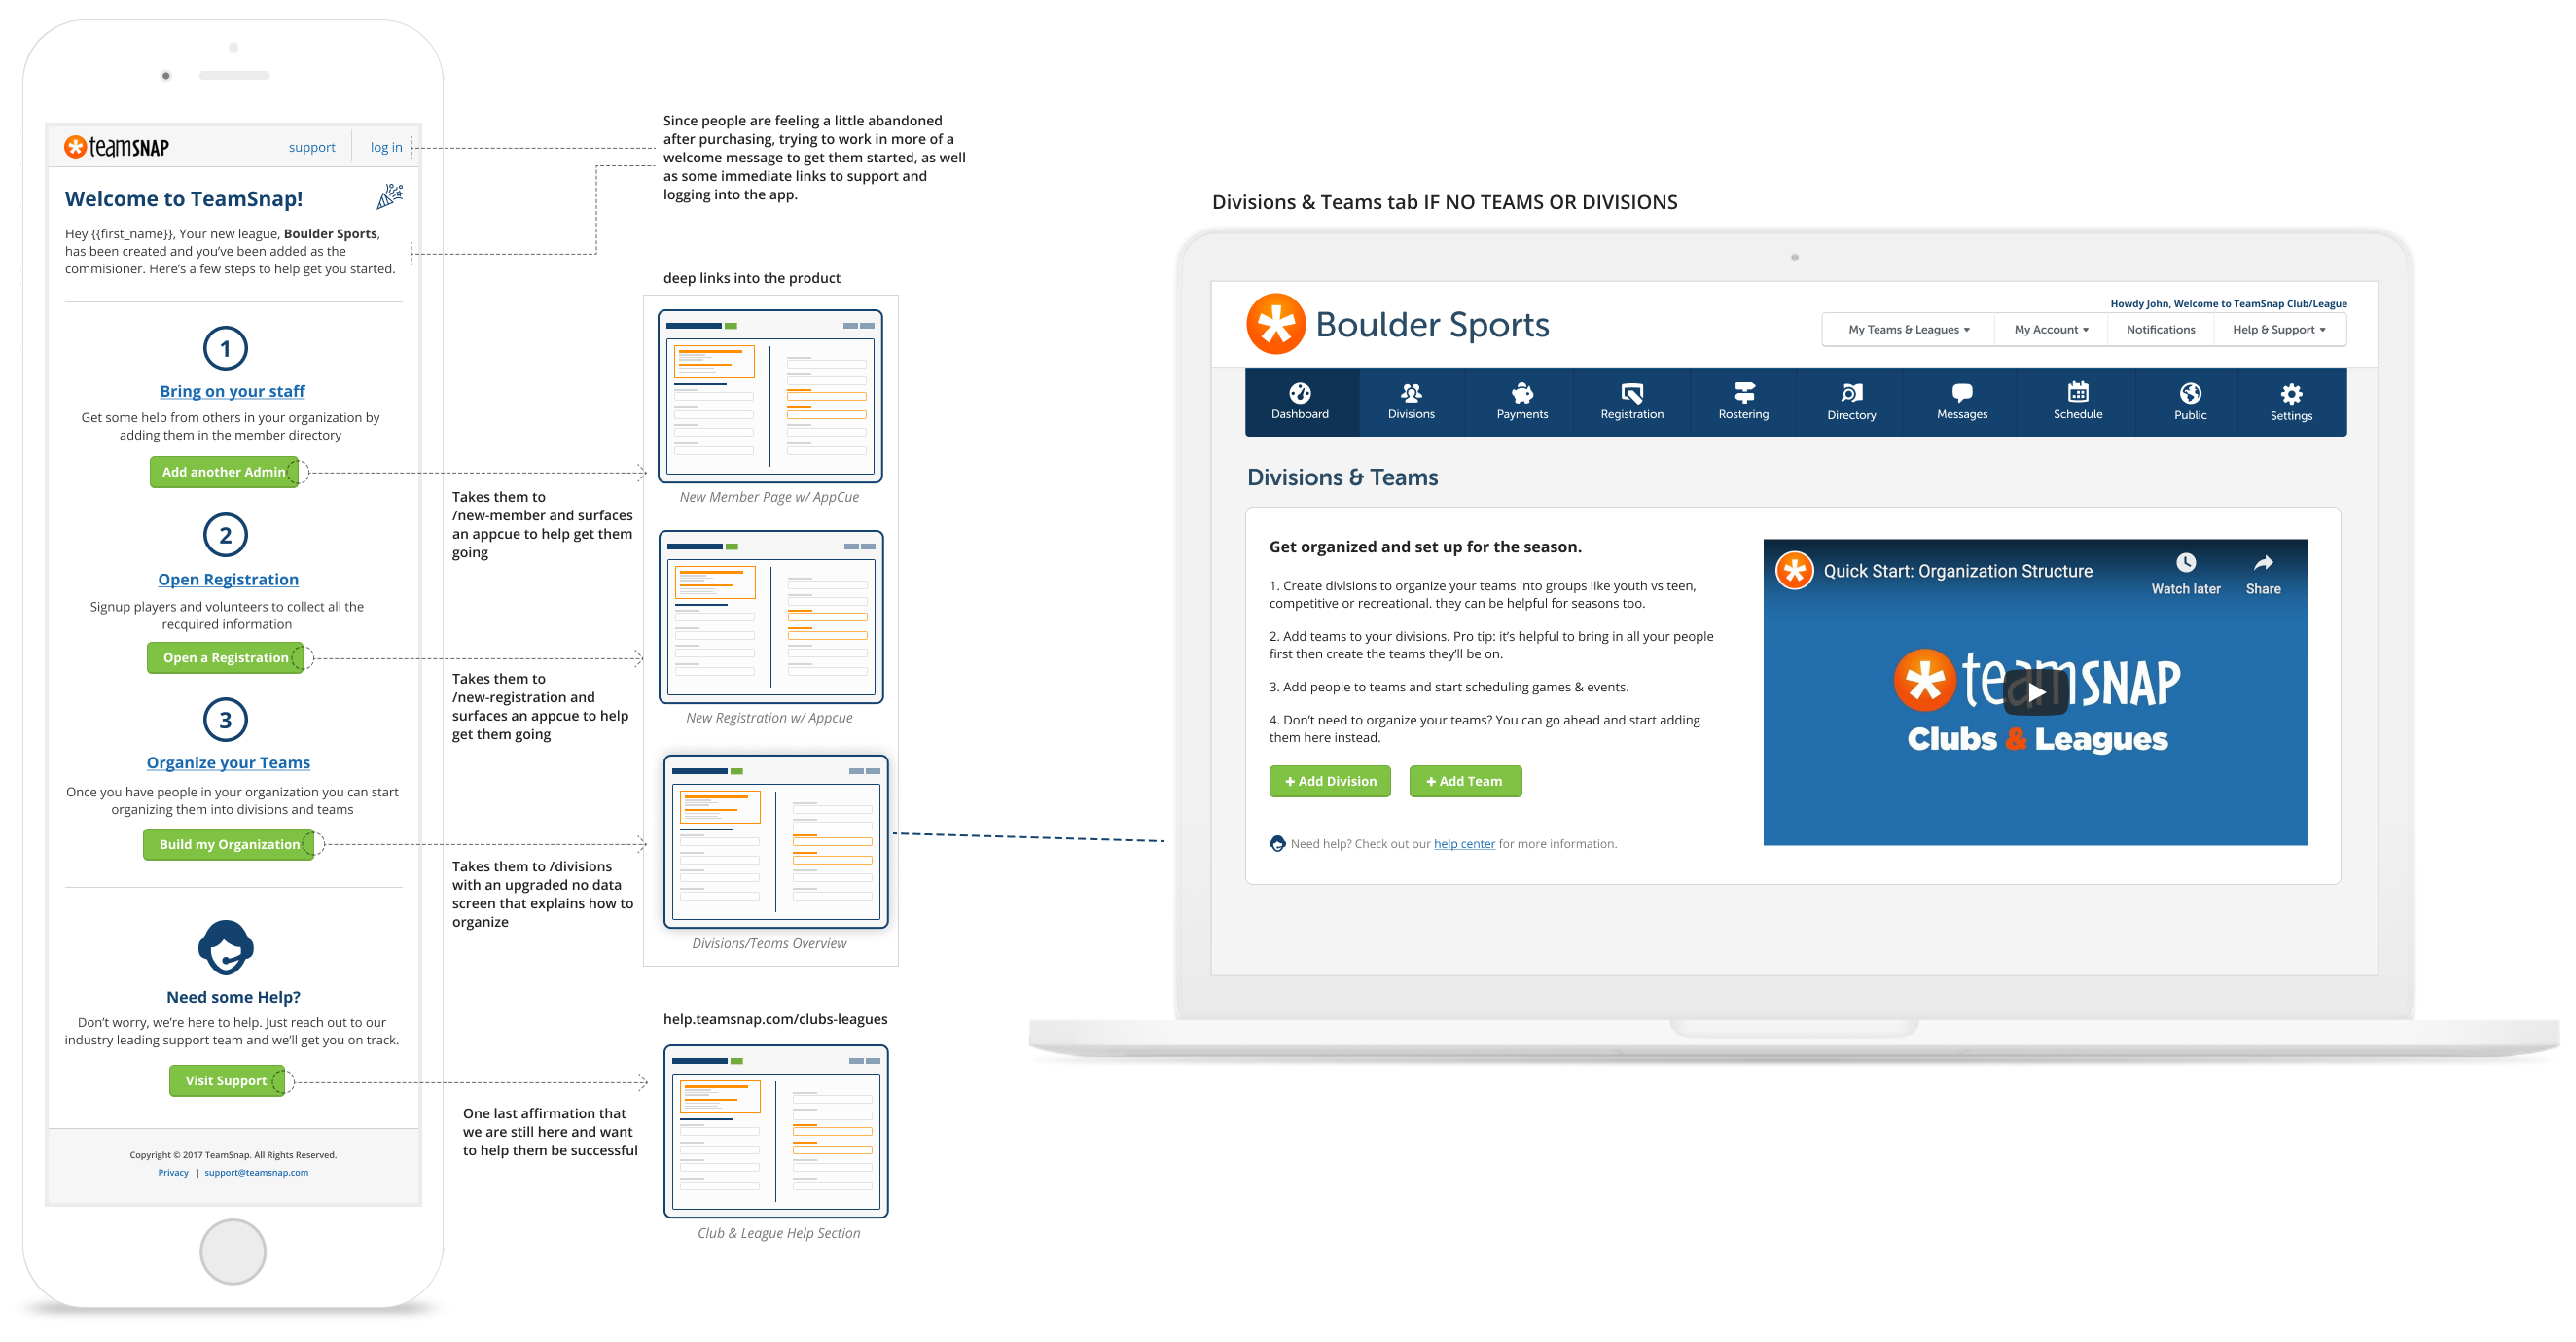 teamSNAP
support
log in
Welcome to TeamSnap!
Hey {{first_name}}, Your new league, Boulder Sports,
has been created and you've been added as the
commisioner. Here's a few steps to help get you started.
1
Bring on your staff
Get some help from others in your organization by
adding them in the member directory
Add another Admin
2
Open Registration
Signup players and volunteers to collect all the
recquired information
Open a Registration
3
Organize your Teams
Once you have people in your organization you can start
organizing them into divisions and teams
Build my Organization
Need some Help?
Don't worry, we're here to help. Just reach out to our
industry leading support team and we'll get you on track.
Visit Support
Copyright © 2017 TeamSnap. All Rights Reserved.
Privacy | support@teamsnap.com
Since people are feeling a little abandoned
after purchasing, trying to work in more of a
welcome message to get them started, as well
as some immediate links to support and
logging into the app.
deep links into the product
New Member Page w/ AppCue
Takes them to
/new-member and surfaces
an appcue to help get them
going
New Registration w/ Appcue
Takes them to
/new-registration and
surfaces an appcue to help
get them going
Divisions/Teams Overview
Takes them to /divisions
with an upgraded no data
screen that explains how to
organize
help.teamsnap.com/clubs-leagues
One last affirmation that
we are still here and want
to help them be successful
Club & League Help Section
Divisions & Teams tab IF NO TEAMS OR DIVISIONS
Boulder Sports
Howdy John, Welcome to TeamSnap Club/League
My Teams & Leagues
My Account
Notifications
Help & Support
Dashboard
Divisions
Payments
Registration
Rostering
Directory
Messages
Schedule
Public
Settings
Divisions & Teams
Get organized and set up for the season.
1. Create divisions to organize your teams into groups like youth vs teen,
competitive or recreational. they can be helpful for seasons too.
2. Add teams to your divisions. Pro tip: it's helpful to bring in all your people
first then create the teams they'll be on.
3. Add people to teams and start scheduling games & events.
4. Don't need to organize your teams? You can go ahead and start adding
them here instead.
+ Add Division
+ Add Team
Need help? Check out our help center for more information.
Quick Start: Organization Structure
Watch later
Share
teamSNAP
Clubs & Leagues